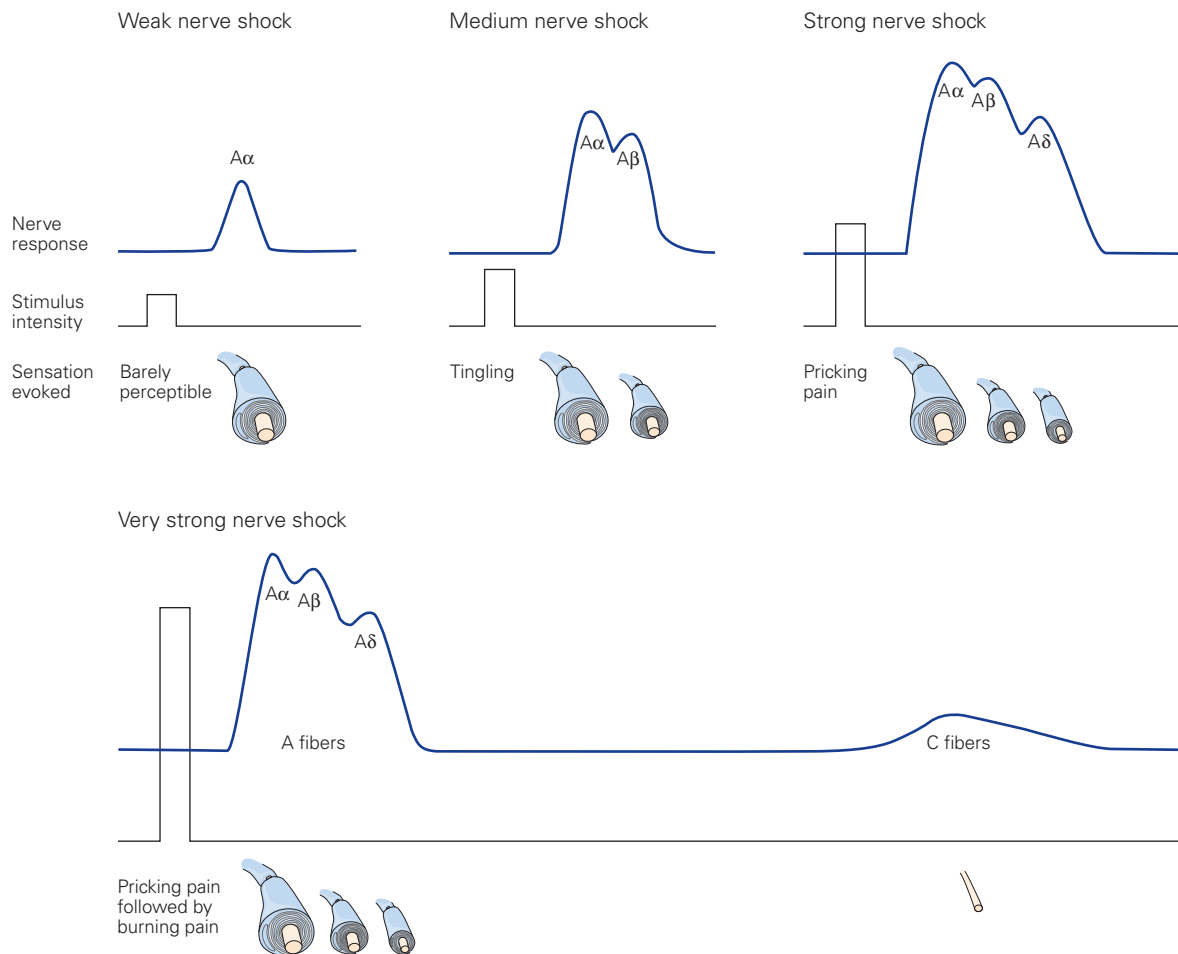 Weak nerve shock
Medium nerve shock
Strong nerve shock
Aα
Aα
Aβ
Aα
Aβ
Aδ
Nerve
response
Stimulus
intensity
Sensation
evoked
Barely
perceptible
Tingling
Pricking
pain
Very strong nerve shock
Aα
Aβ
Aδ
A fibers
C fibers
Pricking pain
followed by
burning pain